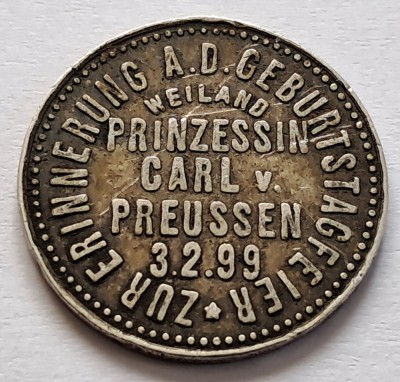 ZUR ERINNERUNG A.D. GEBURTSTAGFEIER
WEILAND
PRINZESSIN
CARL v.
PREUSSEN
3.2.99